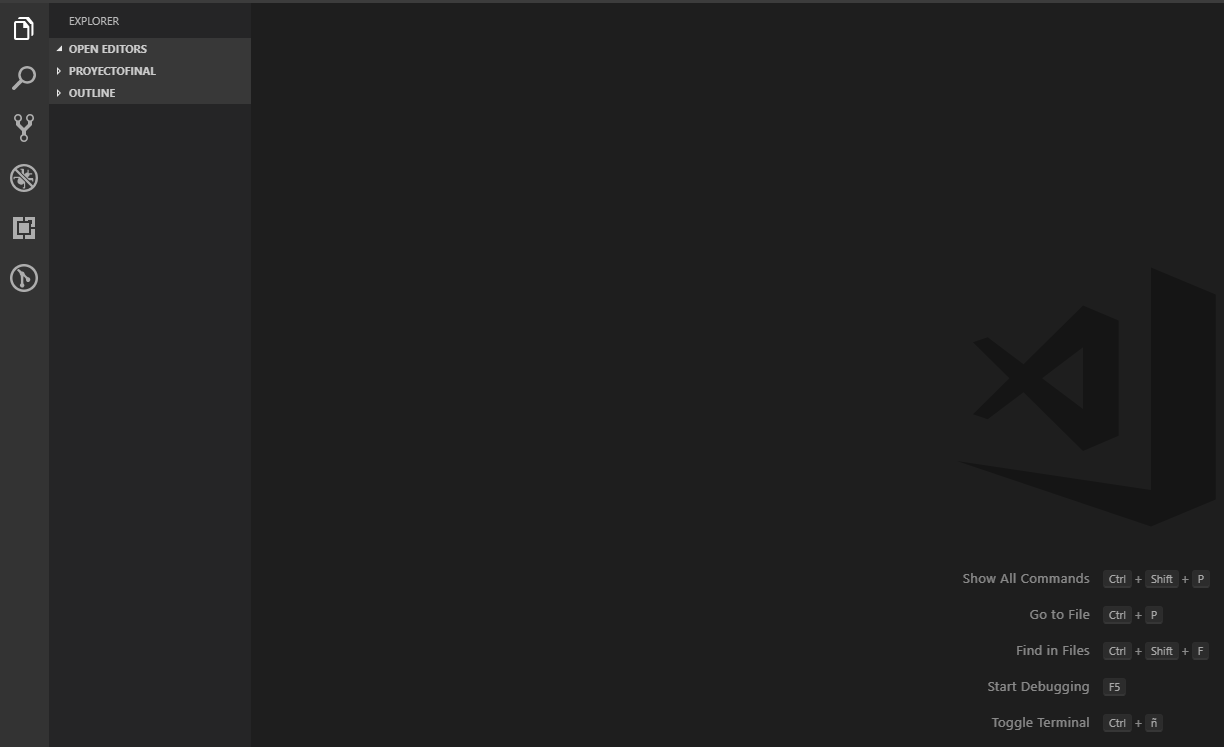 EXPLORER
OPEN EDITORS
PROYECTOFINAL
OUTLINE
Show All Commands Ctrl + Shift + P
Go to File Ctrl + P
Find in Files Ctrl + Shift + F
Start Debugging F5
Toggle Terminal Ctrl + ñ